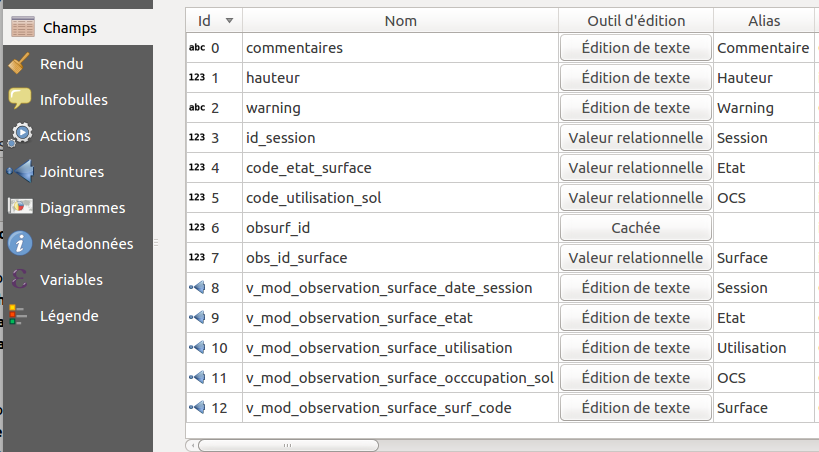 Champs
Rendu
Infobulles
Actions
Jointures
Diagrammes
Métadonnées
Variables
Légende
Id Nom Outil d'édition Alias
abc 0 commentaires Édition de texte Commentaire
123 1 hauteur Édition de texte Hauteur
abc 2 warning Édition de texte Warning
123 3 id_session Valeur relationnelle Session
123 4 code_etat_surface Valeur relationnelle Etat
123 5 code_utilisation_sol Valeur relationnelle OCS
123 6 obsurf_id Cachée
123 7 obs_id_surface Valeur relationnelle Surface
8 v_mod_observation_surface_date_session Édition de texte Session
9 v_mod_observation_surface_etat Édition de texte Etat
10 v_mod_observation_surface_utilisation Édition de texte Utilisation
11 v_mod_observation_surface_occcupation_sol Édition de texte OCS
12 v_mod_observation_surface_surf_code Édition de texte Surface